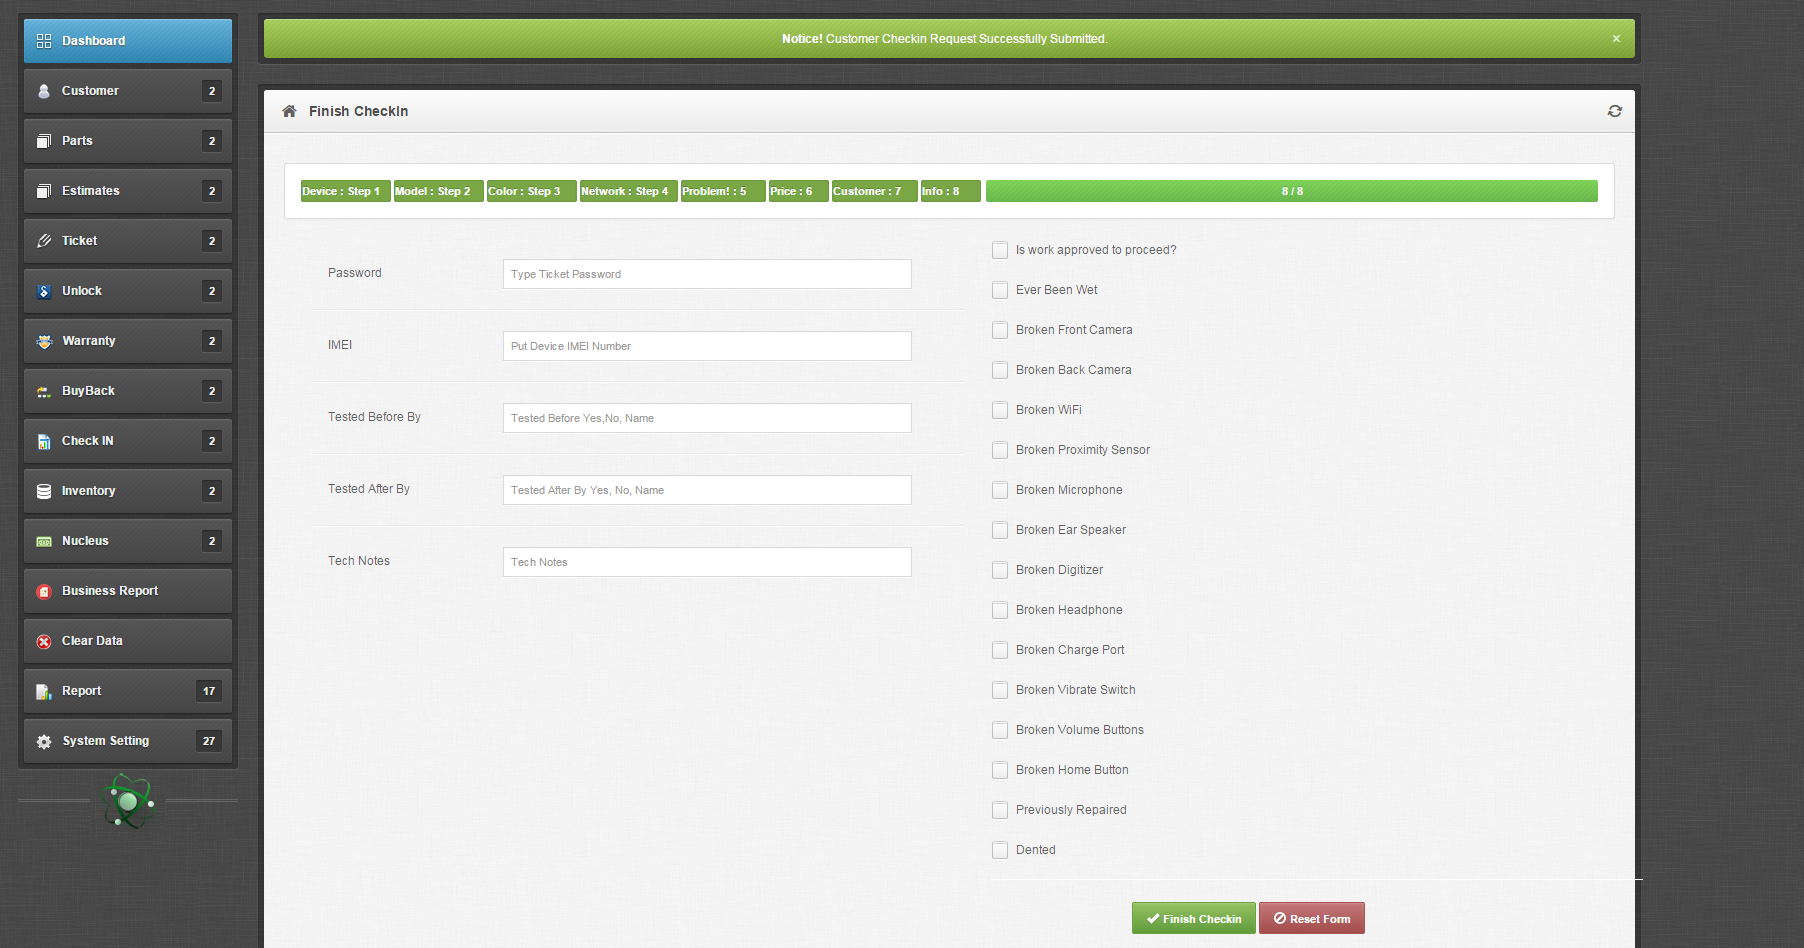 Dashboard
Customer 2
Parts 2
Estimates 2
Ticket 2
Unlock 2
Warranty 2
BuyBack 2
Check IN 2
Inventory 2
Nucleus 2
Business Report
Clear Data
Report 17
System Setting 27
Notice! Customer Checkin Request Successfully Submitted. ×
Finish CheckIn
Device : Step 1 Model : Step 2 Color : Step 3 Network : Step 4 Problem! : 5 Price : 6 Customer : 7 Info : 8 8 / 8
Password Type Ticket Password
IMEI Put Device IMEI Number
Tested Before By Tested Before Yes,No, Name
Tested After By Tested After By Yes, No, Name
Tech Notes Tech Notes
Is work approved to proceed?
Ever Been Wet
Broken Front Camera
Broken Back Camera
Broken WiFi
Broken Proximity Sensor
Broken Microphone
Broken Ear Speaker
Broken Digitizer
Broken Headphone
Broken Charge Port
Broken Vibrate Switch
Broken Volume Buttons
Broken Home Button
Previously Repaired
Dented
Finish Checkin Reset Form